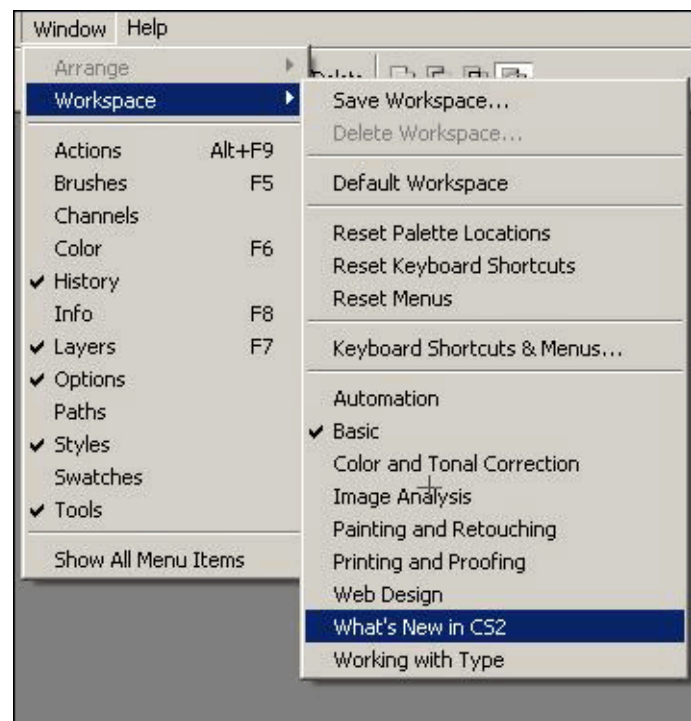 Window Help
Arrange
Workspace
Actions Alt+F9
Brushes F5
Channels
Color F6
History
Info F8
Layers F7
Options
Paths
Styles
Swatches
Tools
Show All Menu Items
Save Workspace...
Delete Workspace...
Default Workspace
Reset Palette Locations
Reset Keyboard Shortcuts
Reset Menus
Keyboard Shortcuts & Menus...
Automation
Basic
Color and Tonal Correction
Image Analysis
Painting and Retouching
Printing and Proofing
Web Design
What's New in CS2
Working with Type